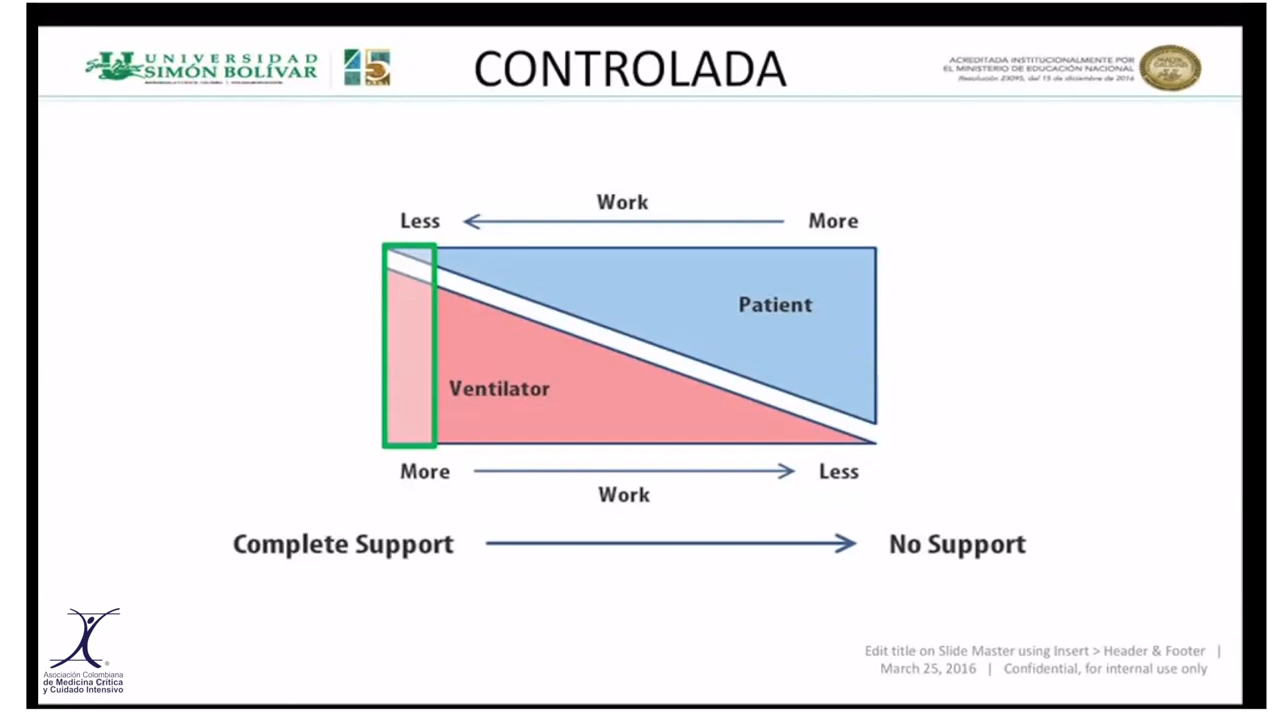 UNIVERSIDAD
SIMÓN BOLÍVAR
45
CONTROLADA
ACREDITADA INSTITUCIONALMENTE POR
EL MINISTERIO DE EDUCACIÓN NACIONAL
Resolución 23095, del 15 de diciembre de 2016
Work
Less
More
Patient
Ventilator
More
Less
Work
Complete Support
No Support
Asociación Colombiana
de Medicina Crítica
y Cuidado Intensivo
Edit title on Slide Master using Insert > Header & Footer |
March 25, 2016 | Confidential, for internal use only